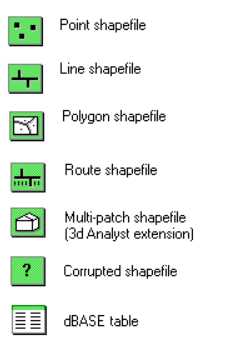 Point shapefile
Line shapefile
Polygon shapefile
Route shapefile
Multi-patch shapefile
(3d Analyst extension)
? Corrupted shapefile
dBASE table